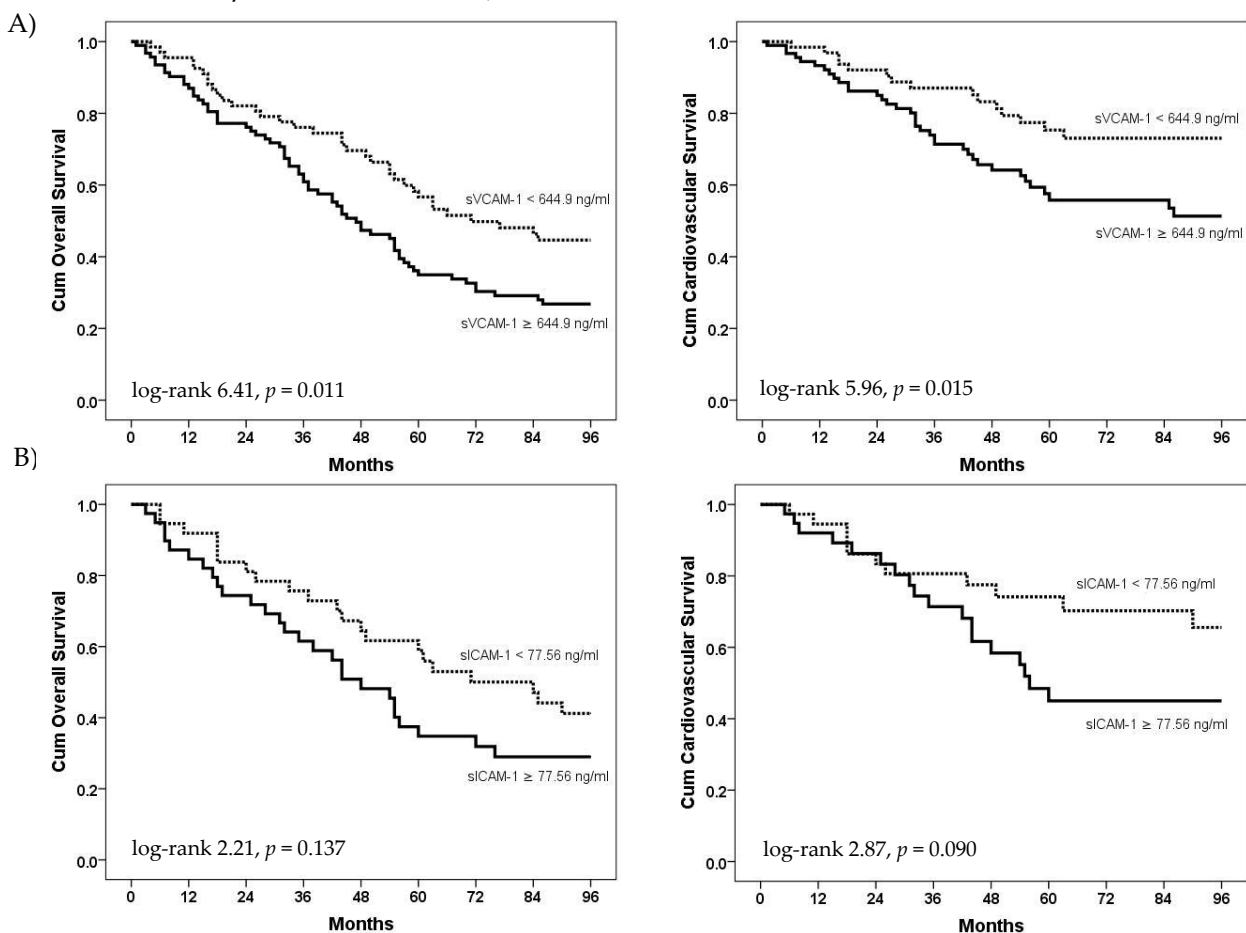 A)
1.0
0.8
0.6
0.4
0.2
0.0
Cum Overall Survival
sVCAM-1 < 644.9 ng/ml
sVCAM-1 ≥ 644.9 ng/ml
log-rank 6.41, p = 0.011
0 12 24 36 48 60 72 84 96
Months
1.0
0.8
0.6
0.4
0.2
0.0
Cum Cardiovascular Survival
sVCAM-1 < 644.9 ng/ml
sVCAM-1 ≥ 644.9 ng/ml
log-rank 5.96, p = 0.015
0 12 24 36 48 60 72 84 96
Months
B)
1.0
0.8
0.6
0.4
0.2
0.0
Cum Overall Survival
sICAM-1 < 77.56 ng/ml
sICAM-1 ≥ 77.56 ng/ml
log-rank 2.21, p = 0.137
0 12 24 36 48 60 72 84 96
Months
1.0
0.8
0.6
0.4
0.2
0.0
Cum Cardiovascular Survival
sICAM-1 < 77.56 ng/ml
sICAM-1 ≥ 77.56 ng/ml
log-rank 2.87, p = 0.090
0 12 24 36 48 60 72 84 96
Months